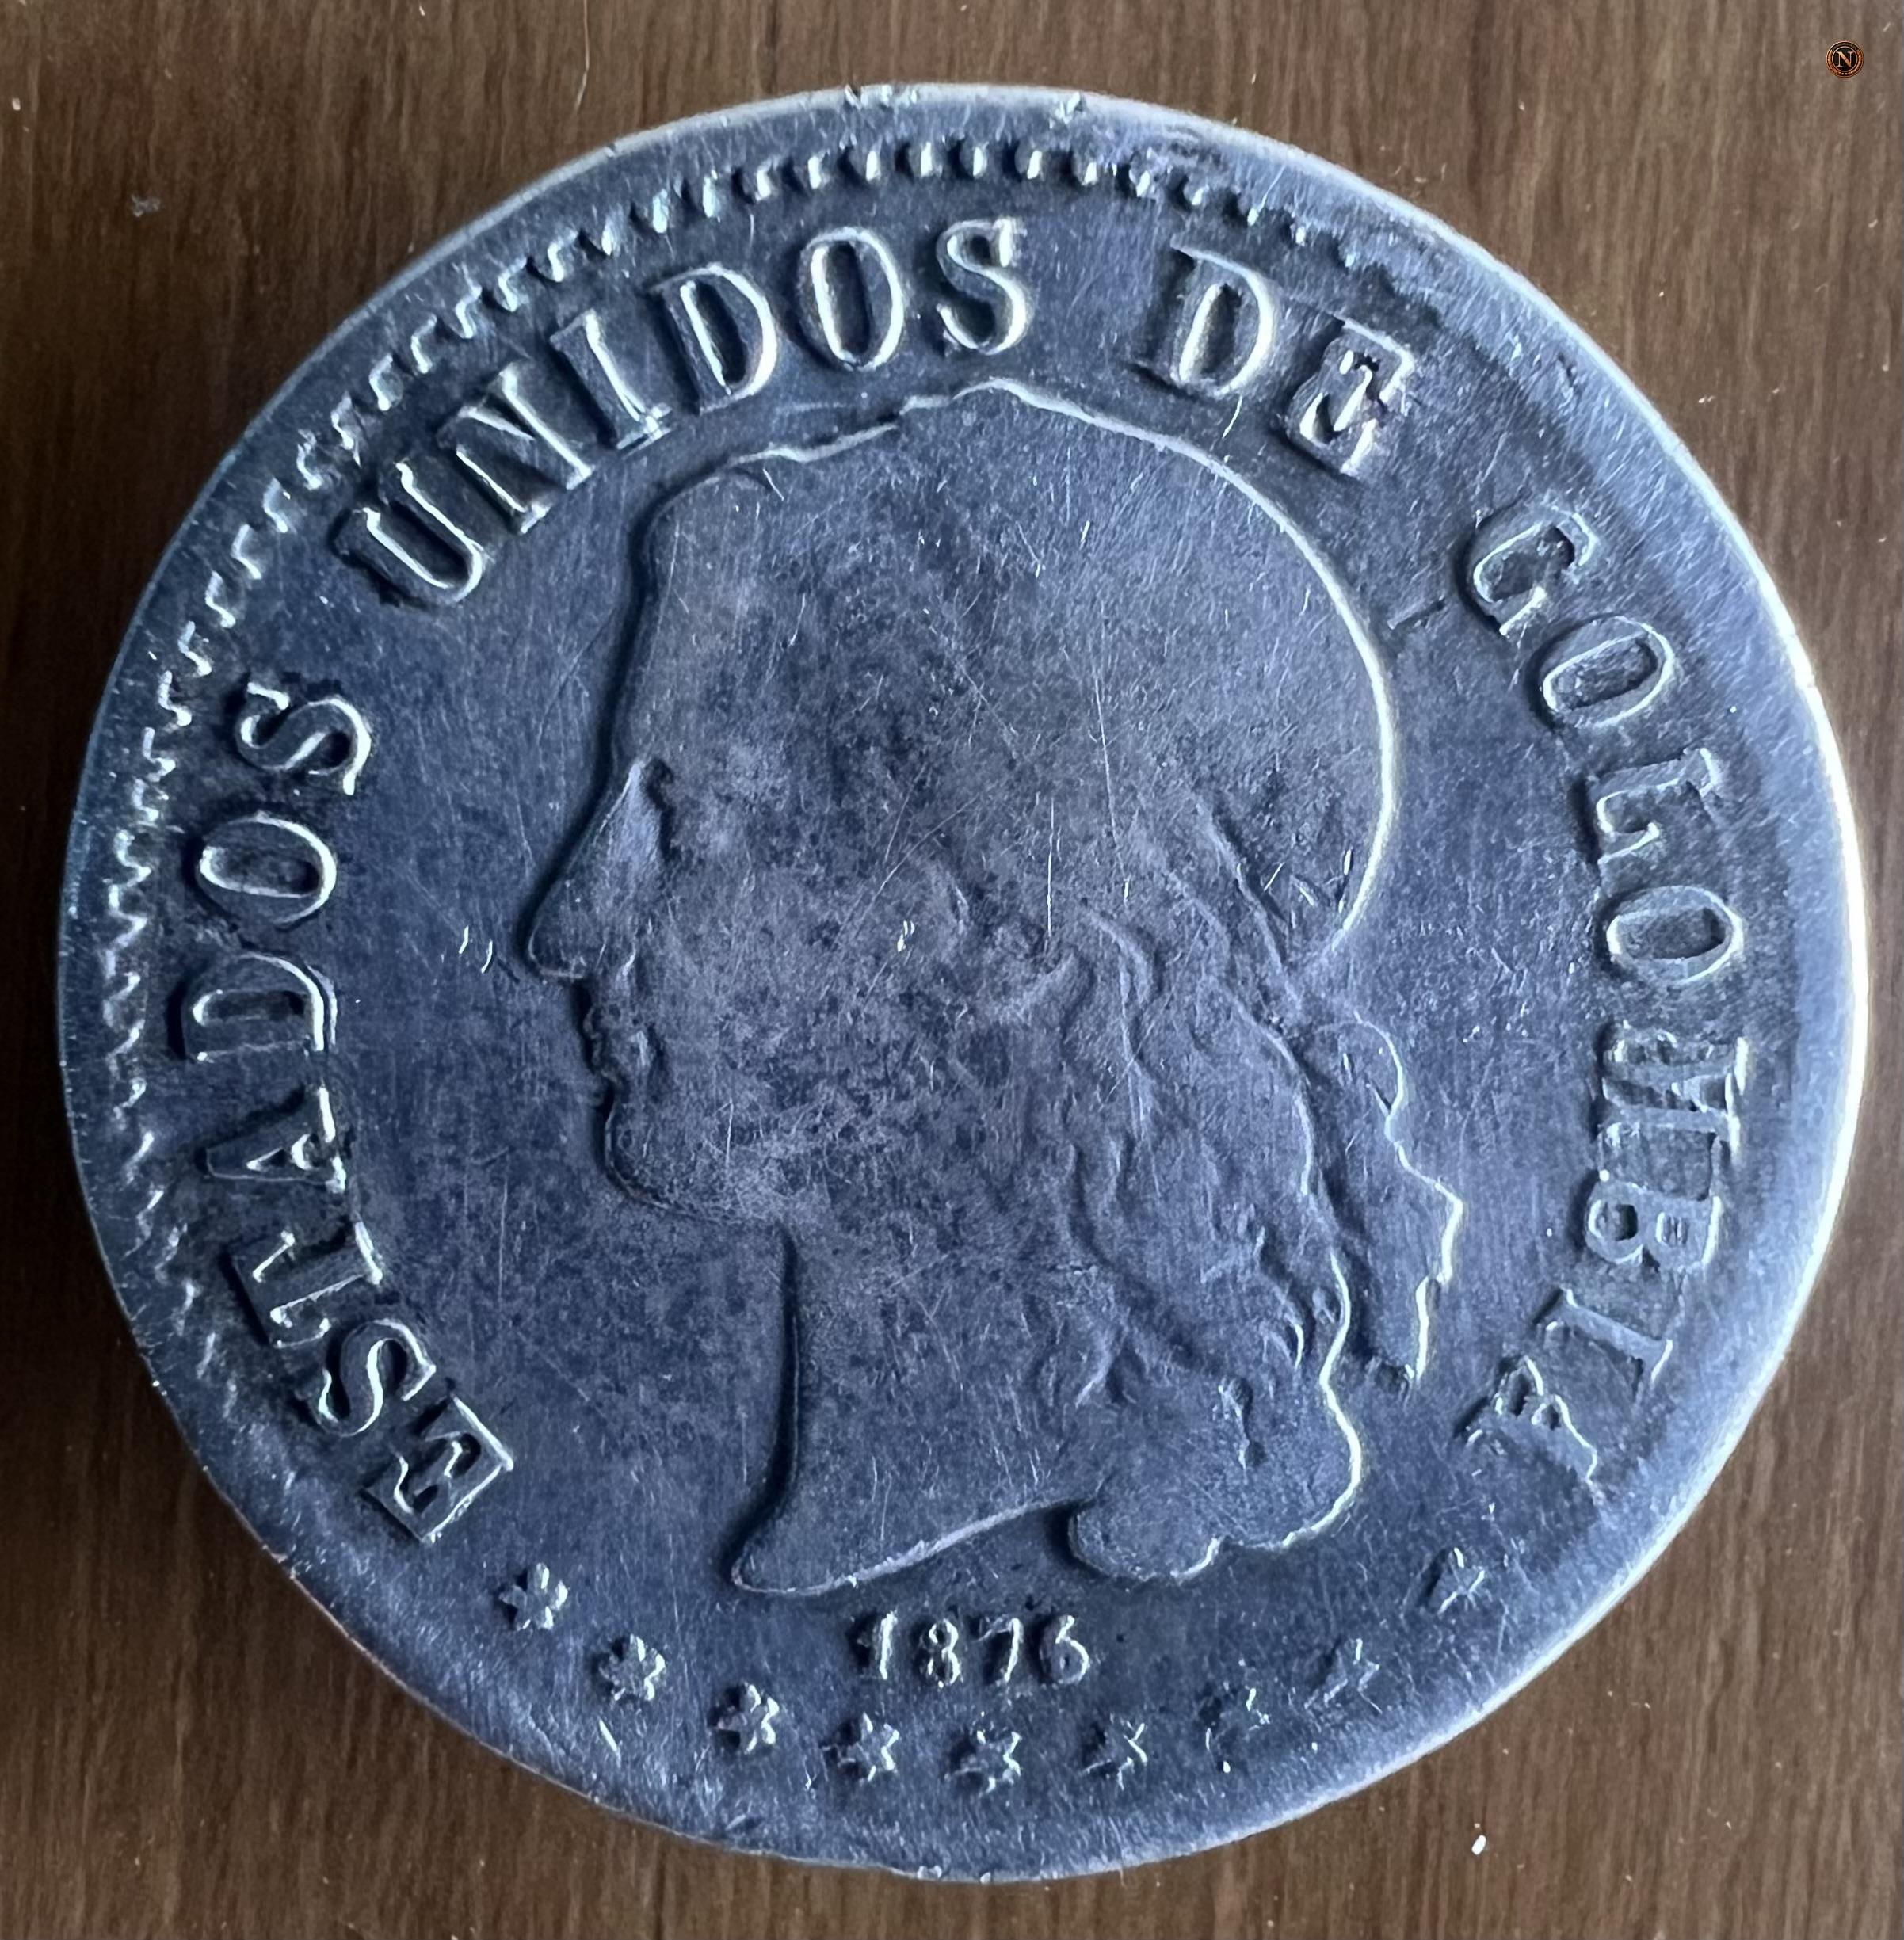 ESTADOS UNIDOS DE COLOMBIA
1876
N